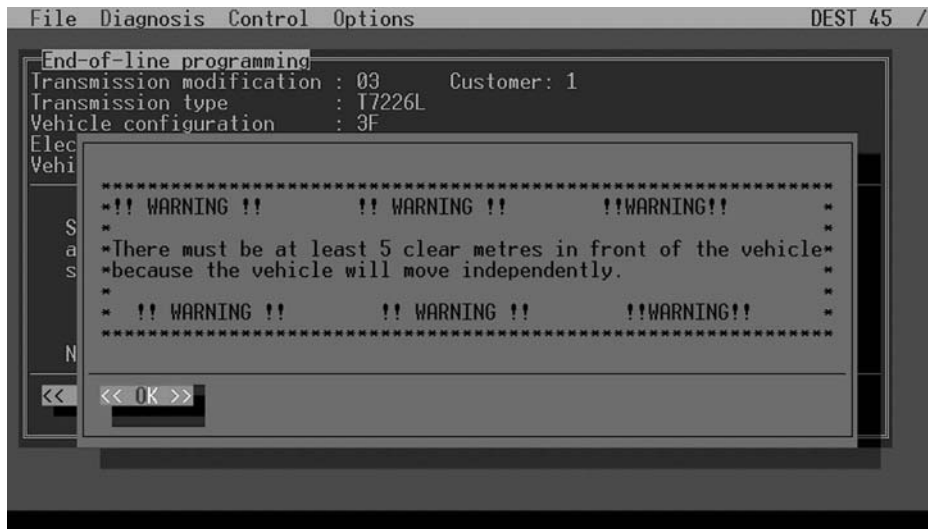 File Diagnosis Control Options DEST 45 /
End-of-line programming
Transmission modification : 03 Customer: 1
Transmission type : T7226L
Vehicle configuration : 3F
Elec
Vehi
*******************************************************************
*!! WARNING !! !! WARNING !! !!WARNING!! *
S * *
a *There must be at least 5 clear metres in front of the vehicle*
s *because the vehicle will move independently. *
* *
* !! WARNING !! !! WARNING !! !!WARNING!! *
*******************************************************************
N
<< << OK >>